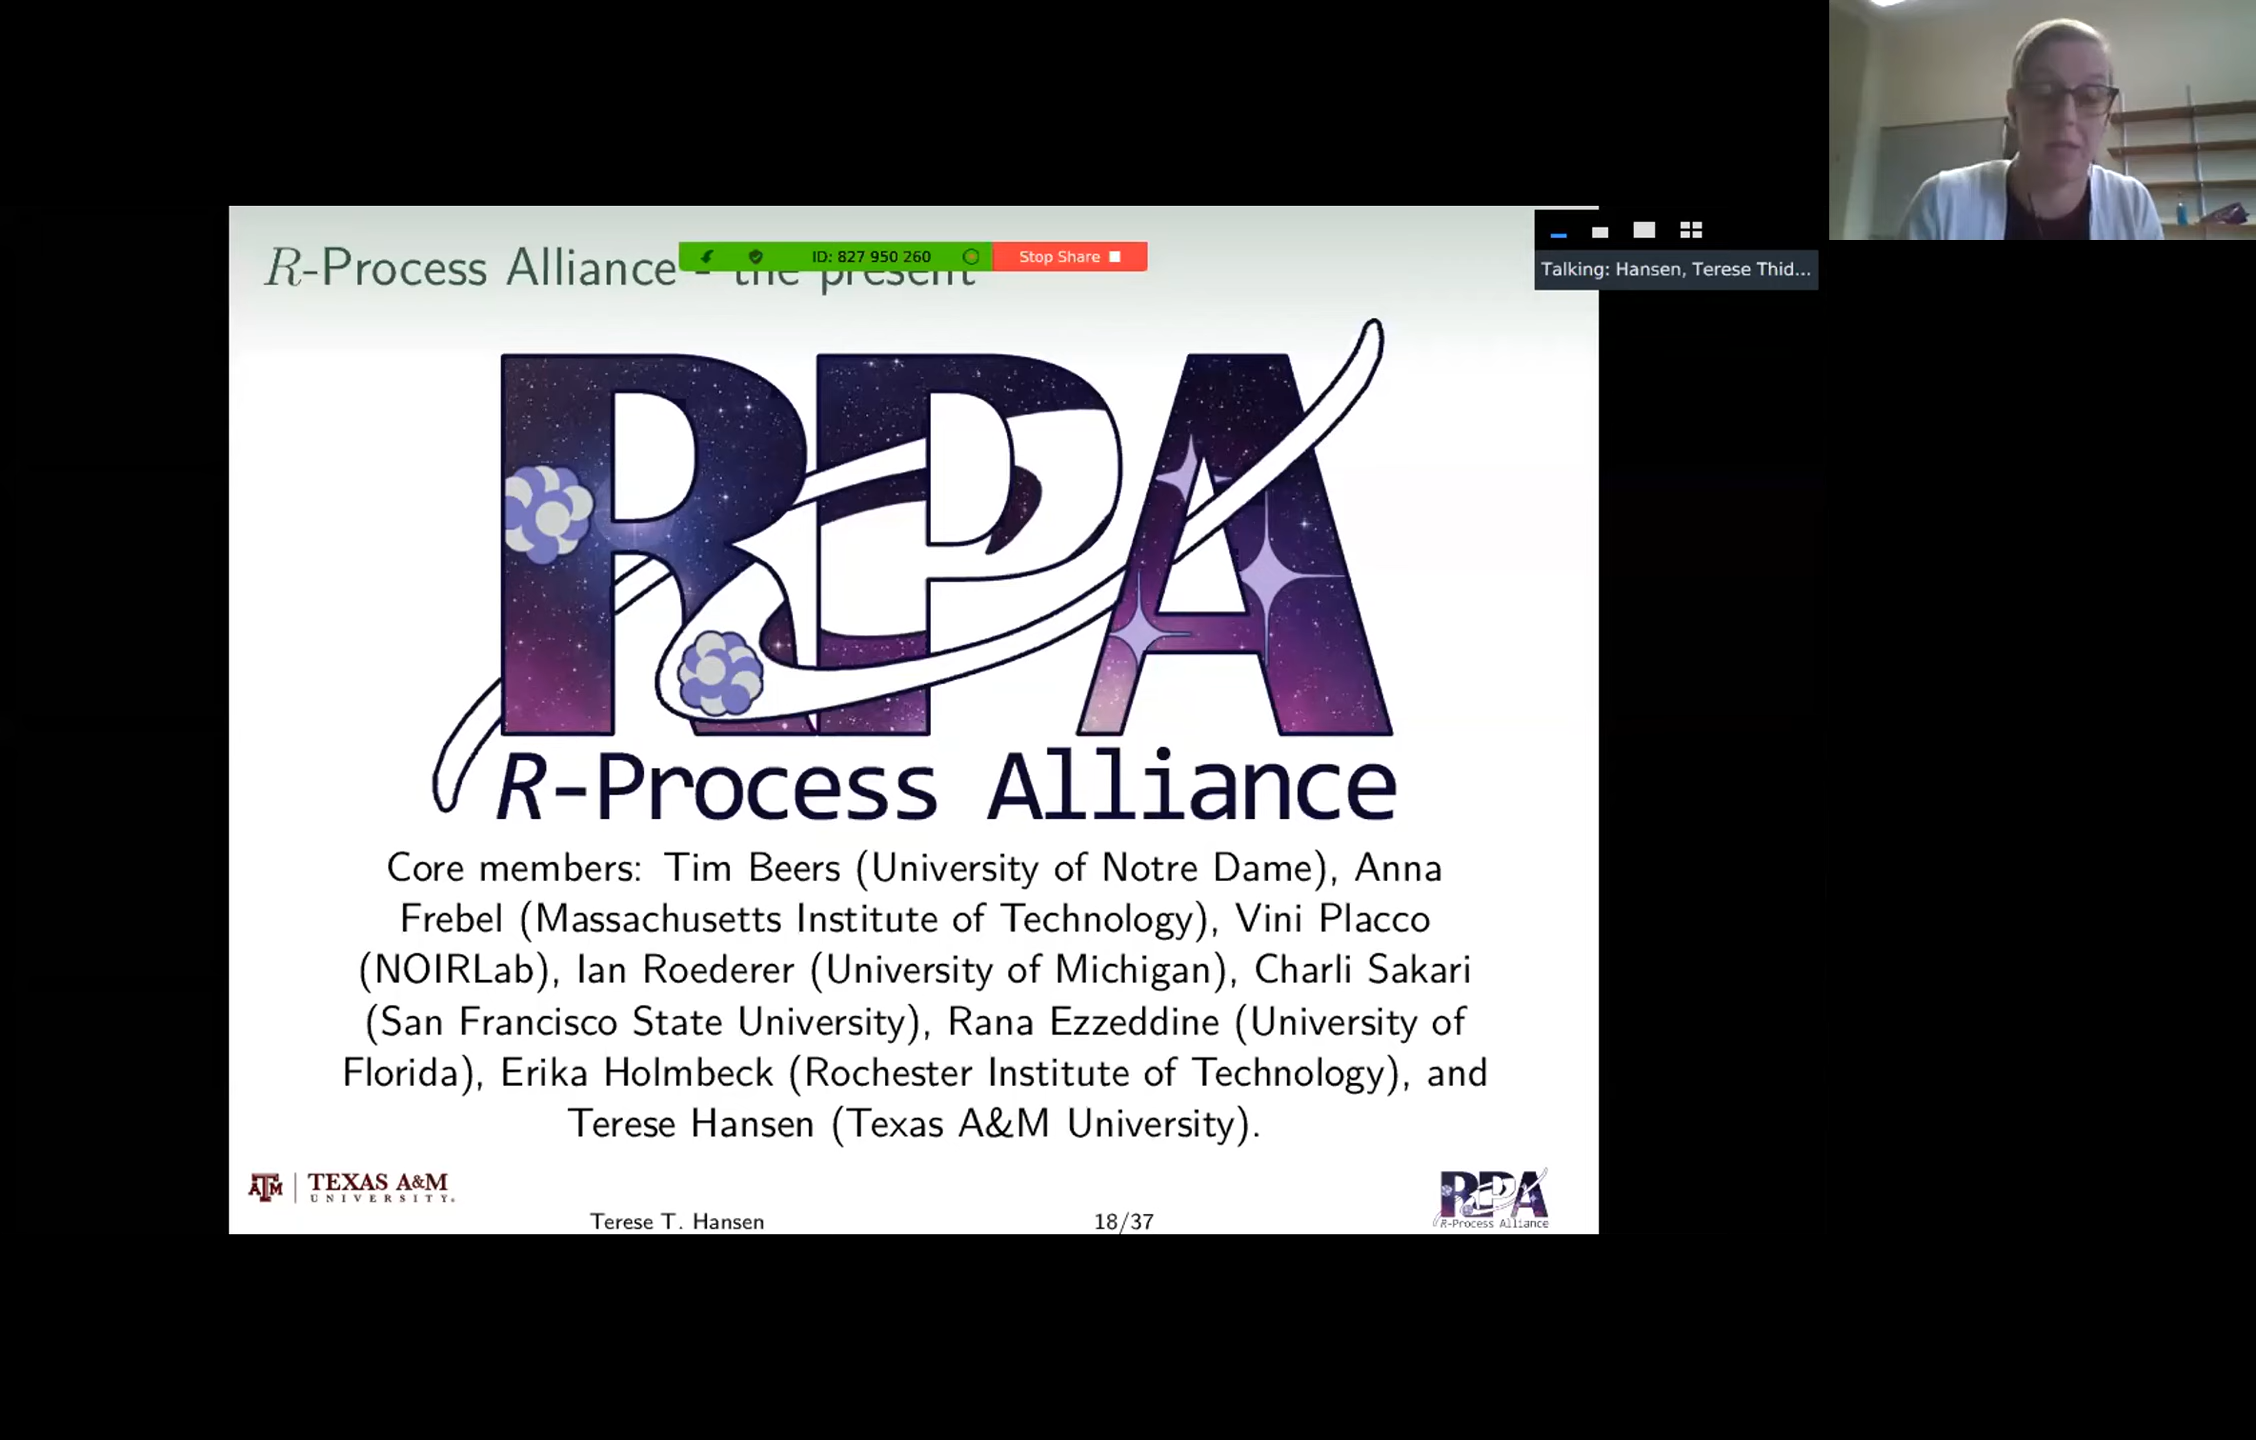 R-Process Alliance - the present
ID: 827 950 260
Stop Share
Talking: Hansen, Terese Thid...
RPA
R-Process Alliance
Core members: Tim Beers (University of Notre Dame), Anna
Frebel (Massachusetts Institute of Technology), Vini Placco
(NOIRLab), Ian Roederer (University of Michigan), Charli Sakari
(San Francisco State University), Rana Ezzeddine (University of
Florida), Erika Holmbeck (Rochester Institute of Technology), and
Terese Hansen (Texas A&M University).
ATM
TEXAS A&M
UNIVERSITY.
Terese T. Hansen
18/37
RPA
R-Process Alliance